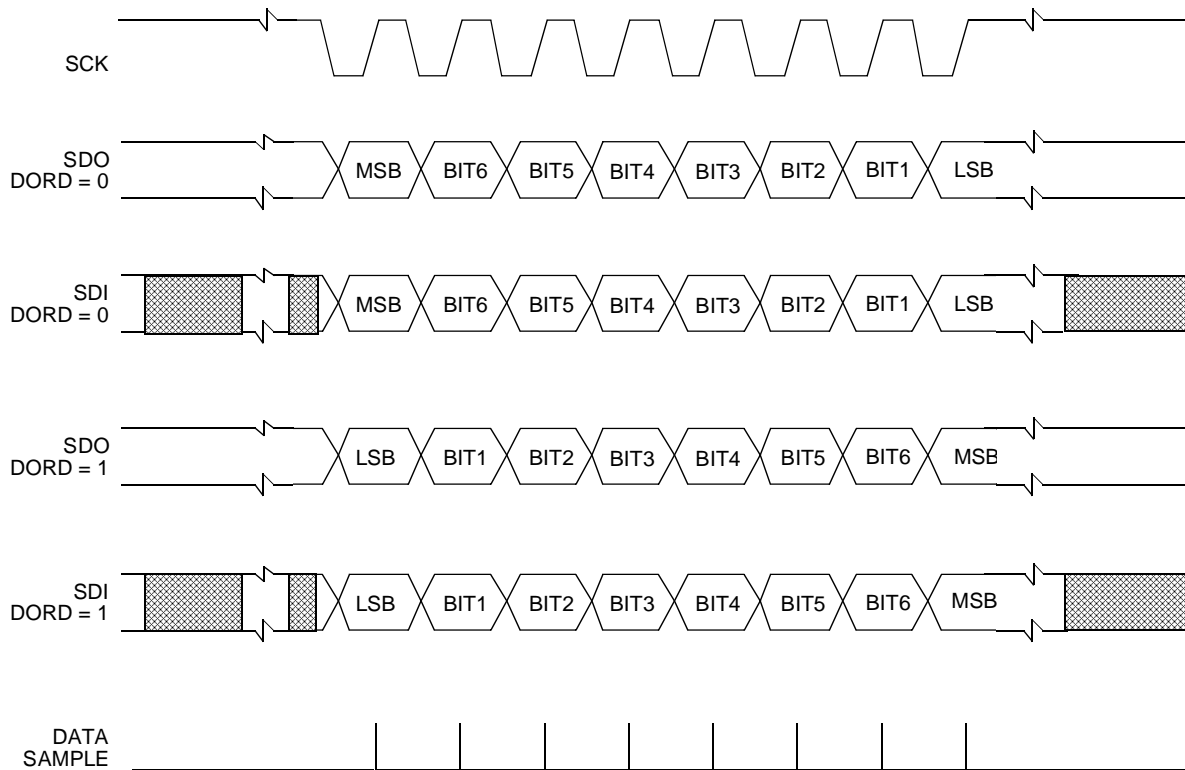 SCK
SDO
DORD = 0
MSB BIT6 BIT5 BIT4 BIT3 BIT2 BIT1 LSB
SDI
DORD = 0
MSB BIT6 BIT5 BIT4 BIT3 BIT2 BIT1 LSB
SDO
DORD = 1
LSB BIT1 BIT2 BIT3 BIT4 BIT5 BIT6 MSB
SDI
DORD = 1
LSB BIT1 BIT2 BIT3 BIT4 BIT5 BIT6 MSB
DATA
SAMPLE